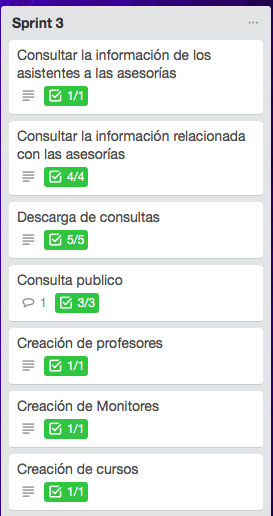 Sprint 3
Consultar la información de los
asistentes a las asesorías
1/1
Consultar la información relacionada
con las asesorías
4/4
Descarga de consultas
5/5
Consulta publico
1 3/3
Creación de profesores
1/1
Creación de Monitores
1/1
Creación de cursos
1/1